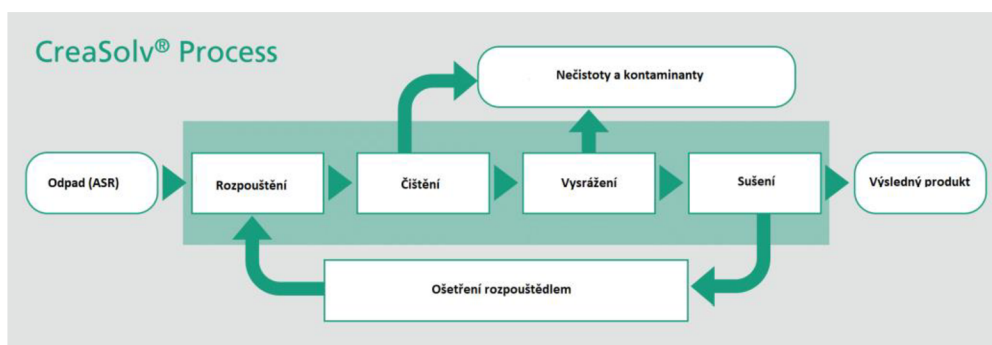 CreaSolv® Process
Nečistoty a kontaminanty
Odpad (ASR)
Rozpouštění
Čištění
Vysrážení
Sušení
Výsledný produkt
Ošetření rozpouštědlem